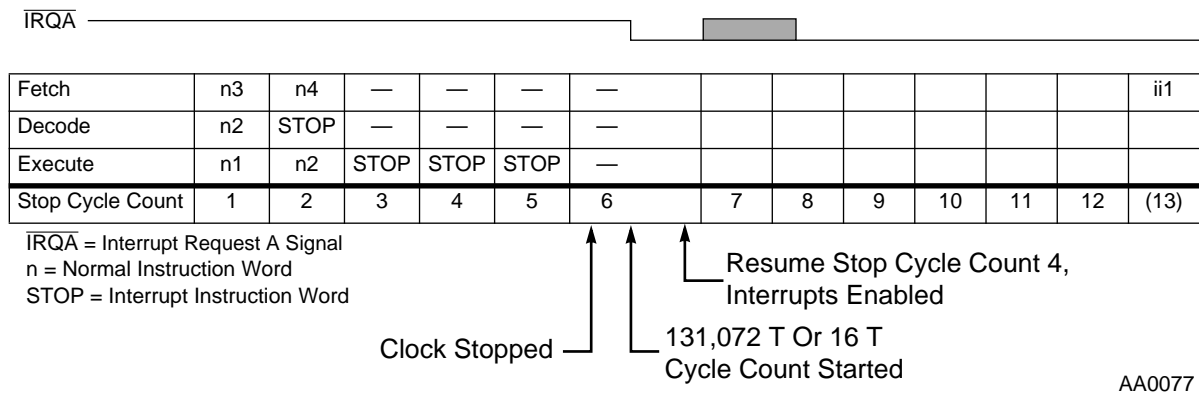 IRQA
Fetch n3 n4 — — — — ii1
Decode n2 STOP — — — —
Execute n1 n2 STOP STOP STOP —
Stop Cycle Count 1 2 3 4 5 6 7 8 9 10 11 12 (13)
IRQA = Interrupt Request A Signal
n = Normal Instruction Word
STOP = Interrupt Instruction Word
Resume Stop Cycle Count 4,
Interrupts Enabled
Clock Stopped
131,072 T Or 16 T
Cycle Count Started
AA0077